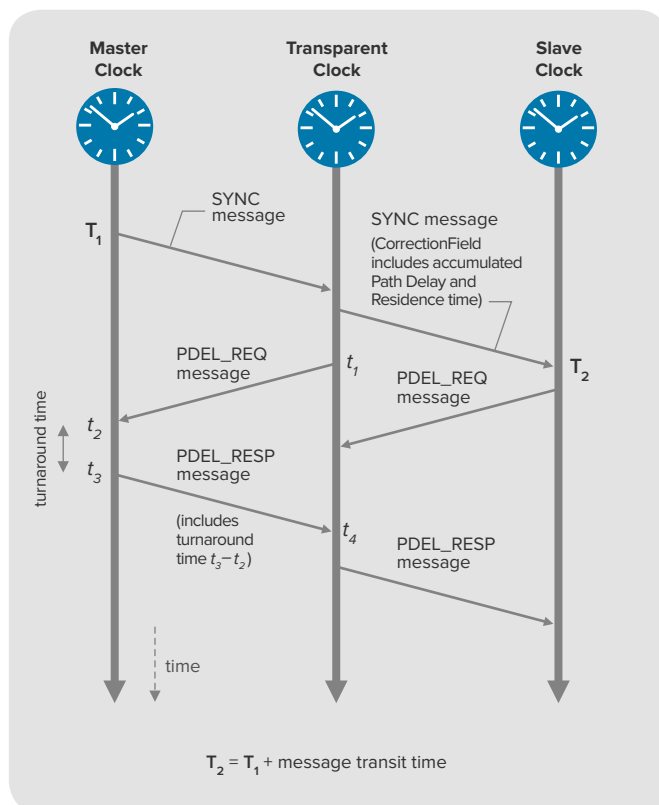 Master
Clock
Transparent
Clock
Slave
Clock
SYNC
message
T1
SYNC message
(CorrectionField
includes accumulated
Path Delay and
Residence time)
PDEL_REQ
message
t1
T2
PDEL_REQ
message
turnaround time
t2
t3
PDEL_RESP
message
(includes
turnaround
time t3–t2)
t4
PDEL_RESP
message
time
T2 = T1 + message transit time